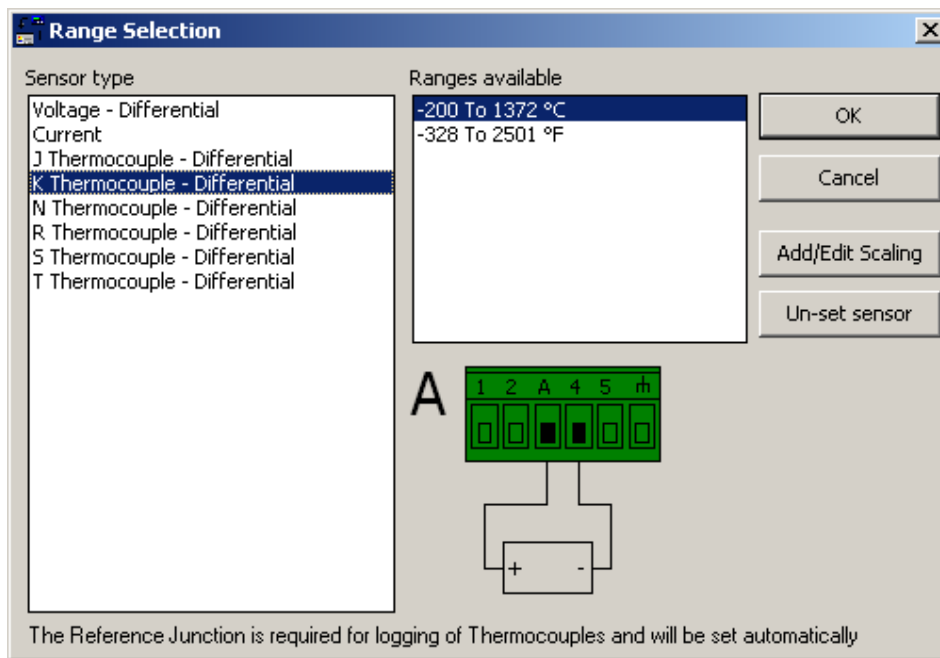 Range Selection
Sensor type
Voltage - Differential
Current
J Thermocouple - Differential
K Thermocouple - Differential
N Thermocouple - Differential
R Thermocouple - Differential
S Thermocouple - Differential
T Thermocouple - Differential
Ranges available
-200 To 1372 °C
-328 To 2501 °F
OK
Cancel
Add/Edit Scaling
Un-set sensor
A
1 2 A 4 5
+ -
The Reference Junction is required for logging of Thermocouples and will be set automatically